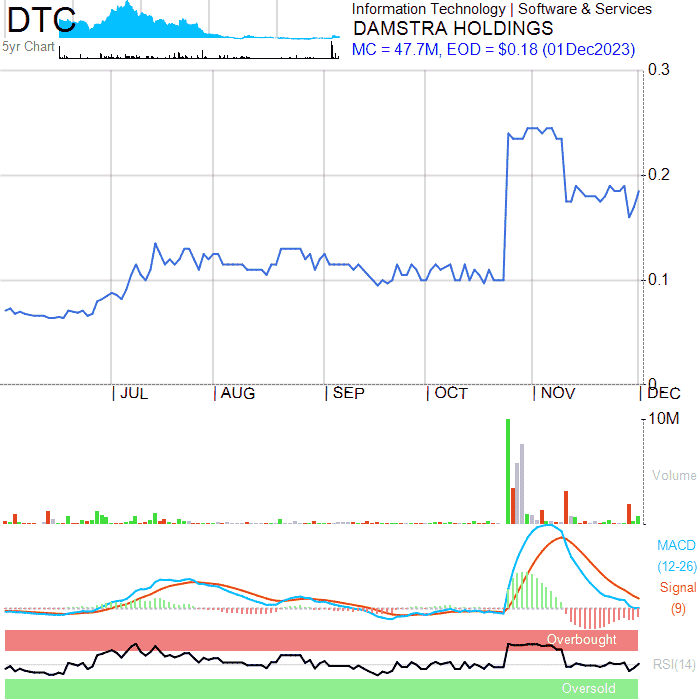 DTC
5yr Chart
Information Technology | Software & Services
DAMSTRA HOLDINGS
MC = 47.7M, EOD = $0.18 (01Dec2023)
0.3
0.2
0.1
0
JUL
AUG
SEP
OCT
NOV
DEC
10M
Volume
MACD
(12-26)
Signal
(9)
Overbought
RSI(14)
Oversold